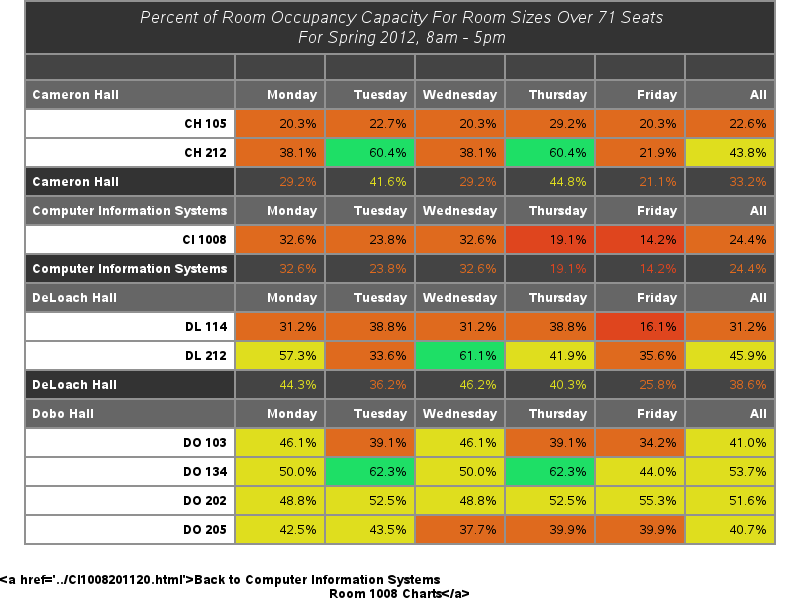 Percent of Room Occupancy Capacity For Room Sizes Over 71 Seats
For Spring 2012, 8am - 5pm
Cameron Hall Monday Tuesday Wednesday Thursday Friday All
CH 105 20.3% 22.7% 20.3% 29.2% 20.3% 22.6%
CH 212 38.1% 60.4% 38.1% 60.4% 21.9% 43.8%
Cameron Hall 29.2% 41.6% 29.2% 44.8% 21.1% 33.2%
Computer Information Systems Monday Tuesday Wednesday Thursday Friday All
CI 1008 32.6% 23.8% 32.6% 19.1% 14.2% 24.4%
Computer Information Systems 32.6% 23.8% 32.6% 19.1% 14.2% 24.4%
DeLoach Hall Monday Tuesday Wednesday Thursday Friday All
DL 114 31.2% 38.8% 31.2% 38.8% 16.1% 31.2%
DL 212 57.3% 33.6% 61.1% 41.9% 35.6% 45.9%
DeLoach Hall 44.3% 36.2% 46.2% 40.3% 25.8% 38.6%
Dobo Hall Monday Tuesday Wednesday Thursday Friday All
DO 103 46.1% 39.1% 46.1% 39.1% 34.2% 41.0%
DO 134 50.0% 62.3% 50.0% 62.3% 44.0% 53.7%
DO 202 48.8% 52.5% 48.8% 52.5% 55.3% 51.6%
DO 205 42.5% 43.5% 37.7% 39.9% 39.9% 40.7%
<a href='../CI1008201120.html'>Back to Computer Information Systems
Room 1008 Charts</a>